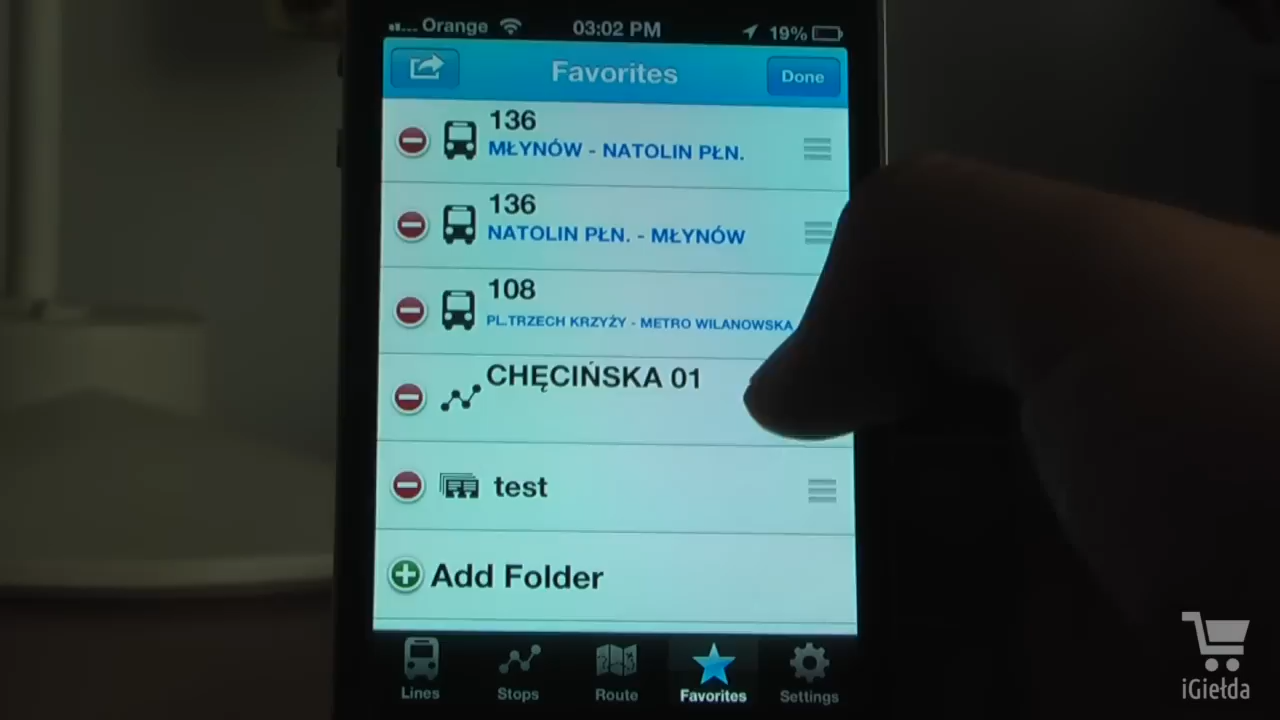 Orange 03:02 PM 19%
Favorites Done
136
MŁYNÓW - NATOLIN PŁN.
136
NATOLIN PŁN. - MŁYNÓW
108
PL.TRZECH KRZYŻY - METRO WILANOWSKA
CHĘCIŃSKA 01
test
Add Folder
Lines Stops Route Favorites Settings
iGiełda